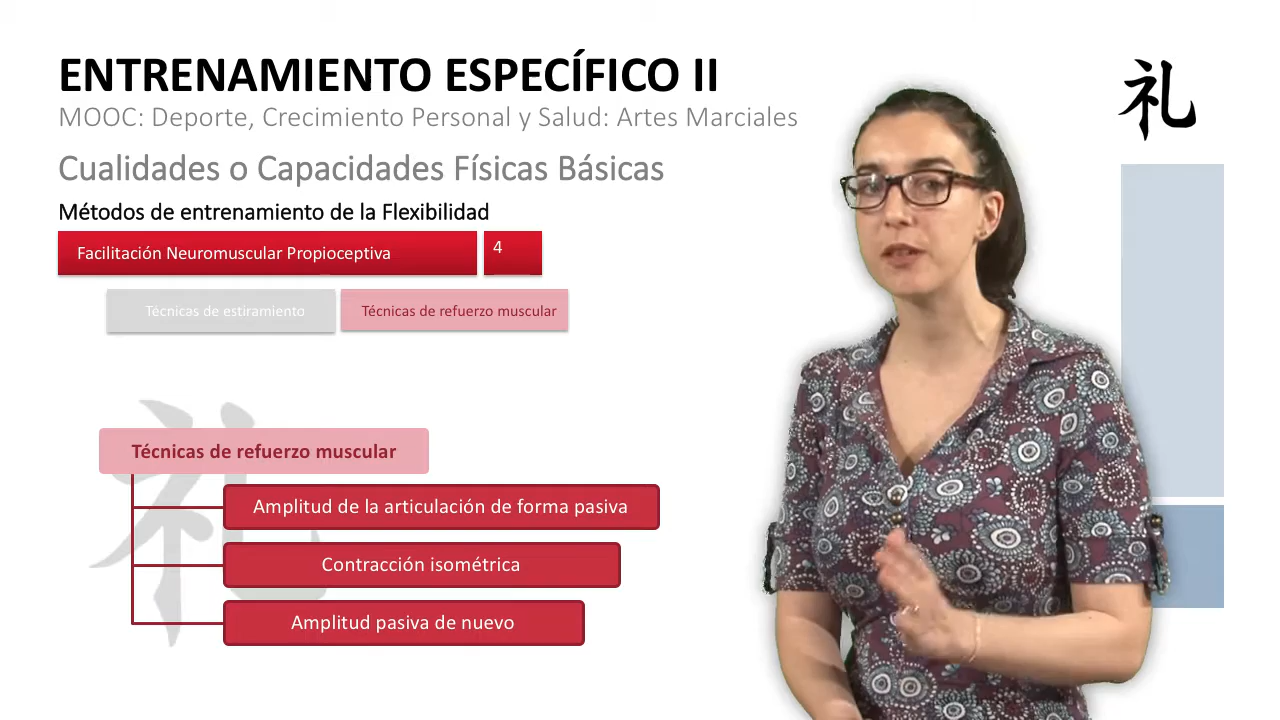 ENTRENAMIENTO ESPECÍFICO II
MOOC: Deporte, Crecimiento Personal y Salud: Artes Marciales
礼
Cualidades o Capacidades Físicas Básicas
Métodos de entrenamiento de la Flexibilidad
Facilitación Neuromuscular Propioceptiva
4
Técnicas de estiramiento
Técnicas de refuerzo muscular
礼
Técnicas de refuerzo muscular
Amplitud de la articulación de forma pasiva
Contracción isométrica
Amplitud pasiva de nuevo